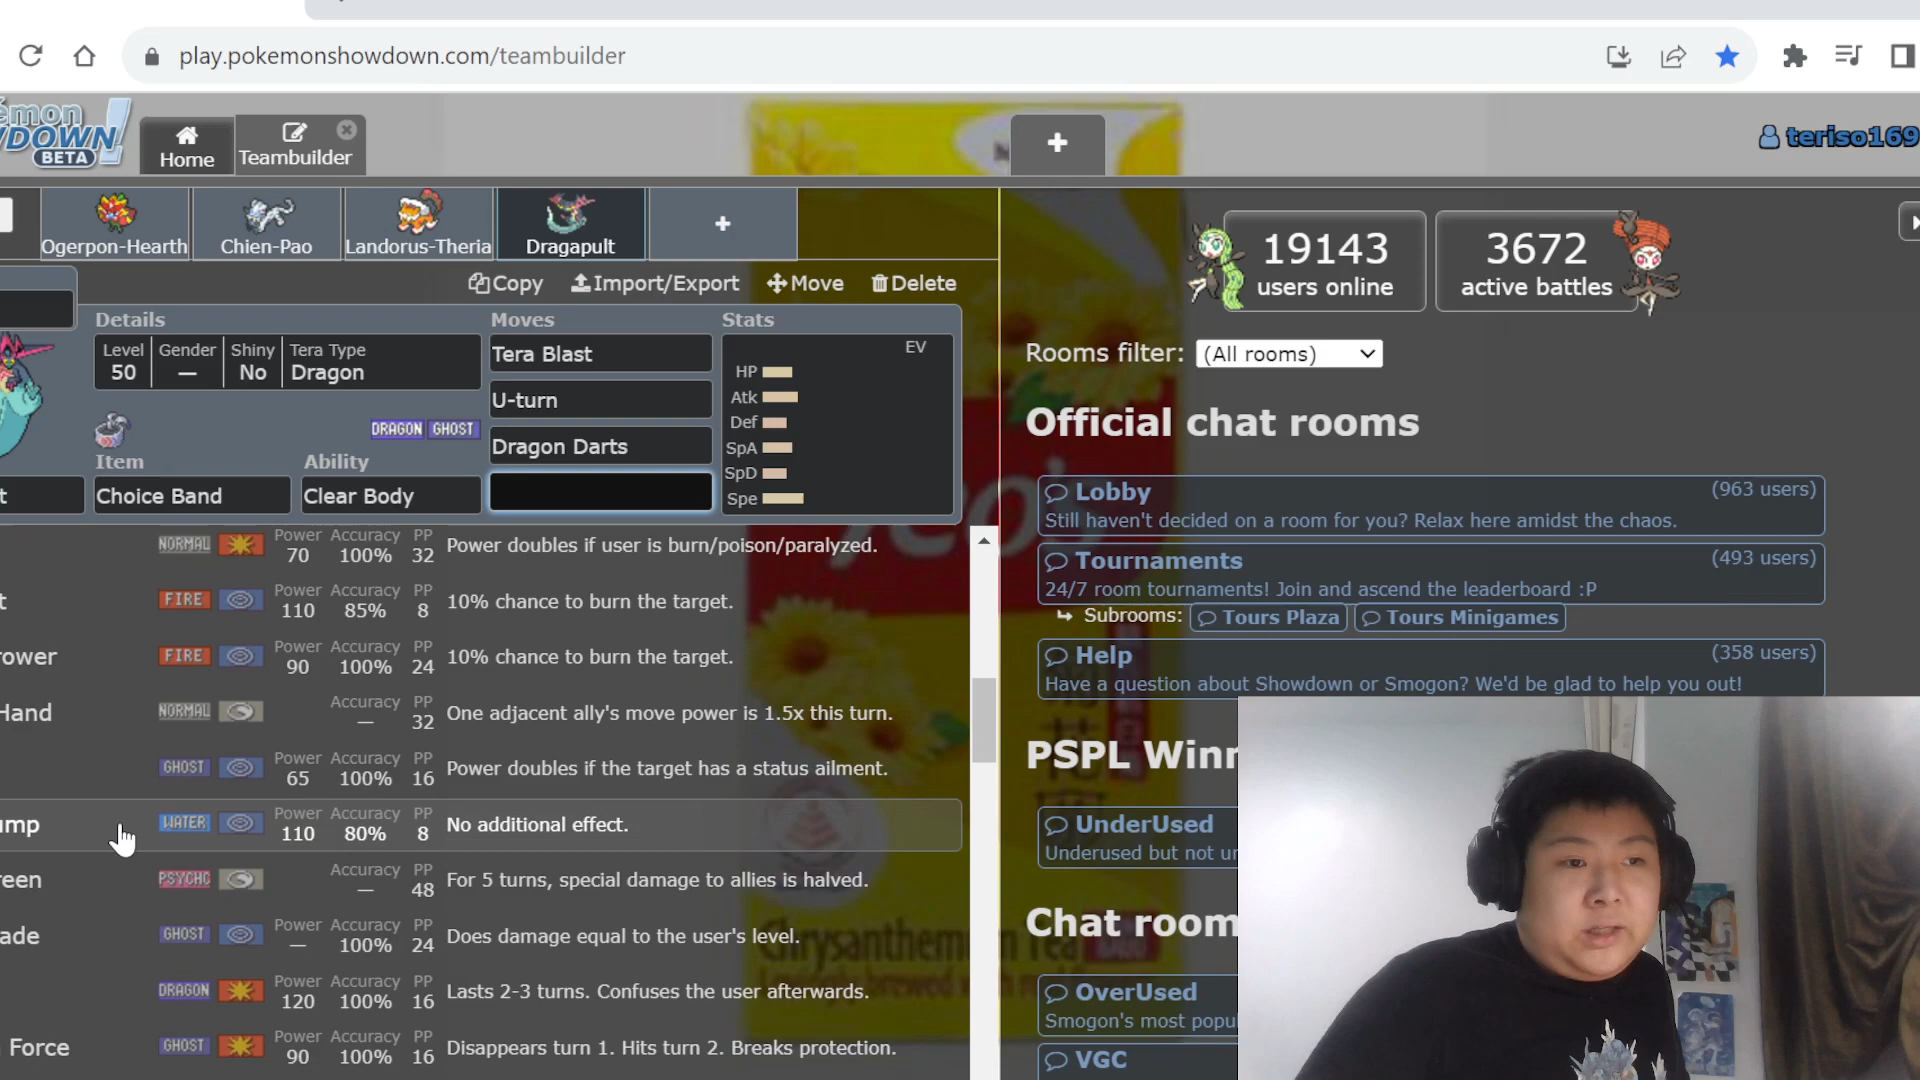 play.pokemonshowdown.com/teambuilder
émon
OWDOWN!
BETA
Home
Teambuilder
+
teriso169
Ogerpon-Hearth
Chien-Pao
Landorus-Theria
Dragapult
+
19143
users online
3672
active battles
Copy
Import/Export
Move
Delete
Details
Level
50
Gender
—
Shiny
No
Tera Type
Dragon
DRAGON GHOST
Item
Ability
t
Choice Band
Clear Body
Moves
Tera Blast
U-turn
Dragon Darts
Stats
EV
HP
Atk
Def
SpA
SpD
Spe
Rooms filter: (All rooms)
Official chat rooms
Lobby (963 users)
Still haven't decided on a room for you? Relax here amidst the chaos.
Tournaments (493 users)
24/7 room tournaments! Join and ascend the leaderboard :P
Subrooms: Tours Plaza Tours Minigames
Help (358 users)
Have a question about Showdown or Smogon? We'd be glad to help you out!
PSPL Winn
UnderUsed
Underused but not un
Chat room
OverUsed
Smogon's most popu
VGC
NORMAL Power 70 Accuracy 100% PP 32 Power doubles if user is burn/poison/paralyzed.
t FIRE Power 110 Accuracy 85% PP 8 10% chance to burn the target.
rower FIRE Power 90 Accuracy 100% PP 24 10% chance to burn the target.
Hand NORMAL Accuracy — PP 32 One adjacent ally's move power is 1.5x this turn.
GHOST Power 65 Accuracy 100% PP 16 Power doubles if the target has a status ailment.
ump WATER Power 110 Accuracy 80% PP 8 No additional effect.
reen PSYCHC Accuracy — PP 48 For 5 turns, special damage to allies is halved.
ade GHOST Power — Accuracy 100% PP 24 Does damage equal to the user's level.
DRAGON Power 120 Accuracy 100% PP 16 Lasts 2-3 turns. Confuses the user afterwards.
Force GHOST Power 90 Accuracy 100% PP 16 Disappears turn 1. Hits turn 2. Breaks protection.
Chrysanthemum Tea